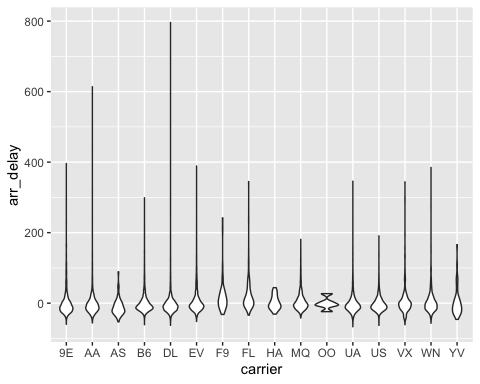 800
600
400
200
0
arr_delay
9E AA AS B6 DL EV F9 FL HA MQ OO UA US VX WN YV
carrier